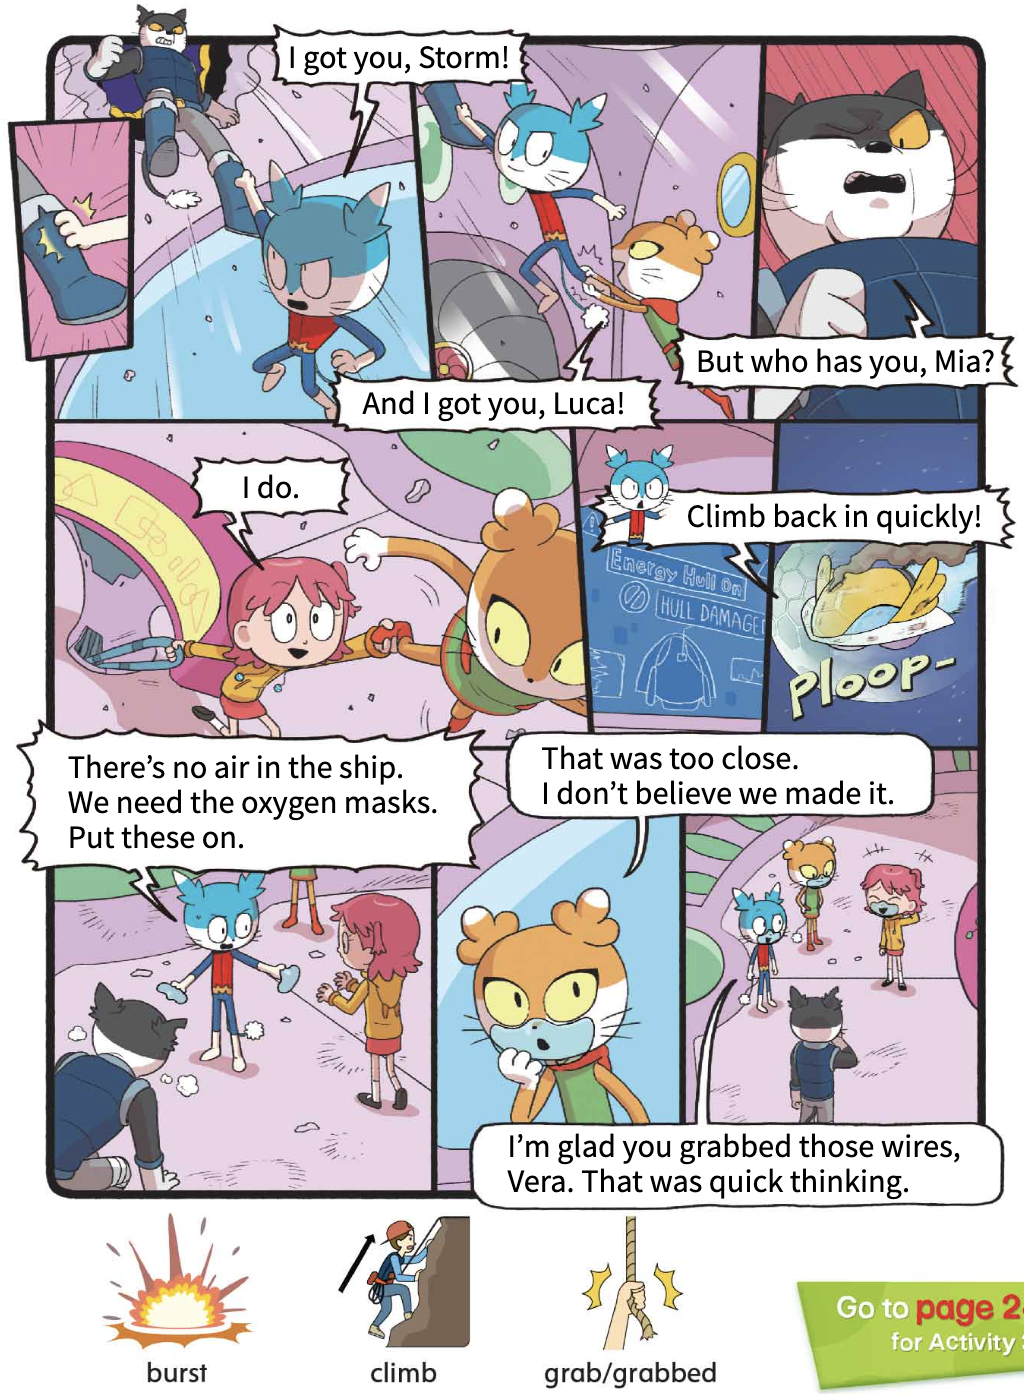 I got you, Storm!
And I got you, Luca!
But who has you, Mia?
I do.
Climb back in quickly!
Energy Hull On
HULL DAMAGE
Ploop-
There's no air in the ship.
We need the oxygen masks.
Put these on.
That was too close.
I don't believe we made it.
I'm glad you grabbed those wires,
Vera. That was quick thinking.
burst
climb
grab/grabbed
Go to page 2
for Activity